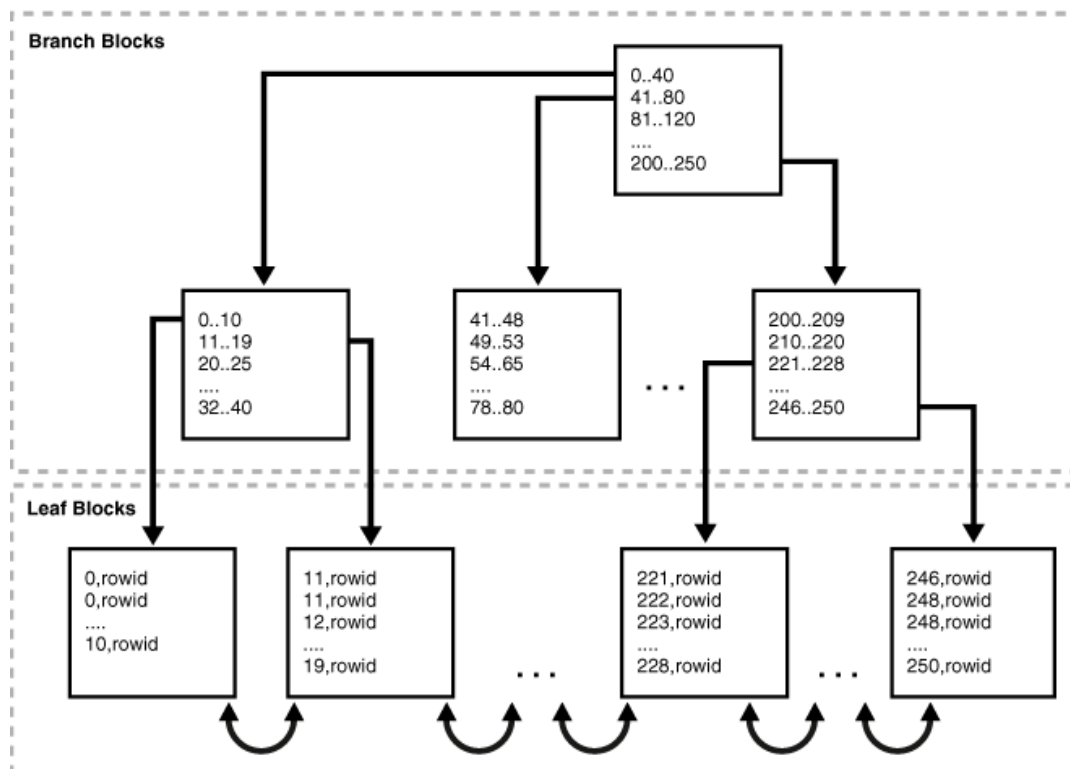 Branch Blocks
0..40
41..80
81..120
....
200..250
0..10
11..19
20..25
....
32..40
41..48
49..53
54..65
....
78..80
...
200..209
210..220
221..228
....
246..250
Leaf Blocks
0,rowid
0,rowid
....
10,rowid
11,rowid
11,rowid
12,rowid
....
19,rowid
...
221,rowid
222,rowid
223,rowid
....
228,rowid
...
246,rowid
248,rowid
248,rowid
....
250,rowid